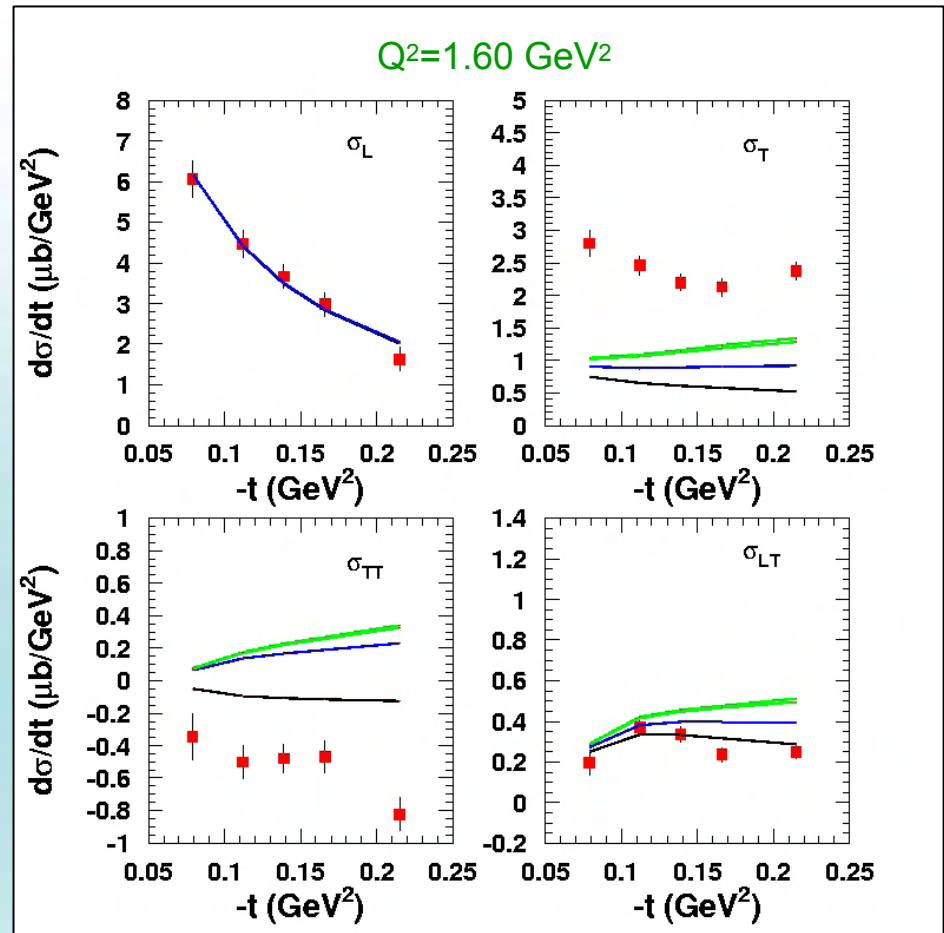 Q²=1.60 GeV²
8
7
6
5
4
3
2
1
0
0.05 0.1 0.15 0.2 0.25
σL
dσ/dt (μb/GeV²)
-t (GeV²)
5
4.5
4
3.5
3
2.5
2
1.5
1
0.5
0
0.05 0.1 0.15 0.2 0.25
σT
-t (GeV²)
1
0.8
0.6
0.4
0.2
0
-0.2
-0.4
-0.6
-0.8
-1
0.05 0.1 0.15 0.2 0.25
σTT
dσ/dt (μb/GeV²)
-t (GeV²)
1.4
1.2
1
0.8
0.6
0.4
0.2
0
-0.2
0.05 0.1 0.15 0.2 0.25
σLT
-t (GeV²)